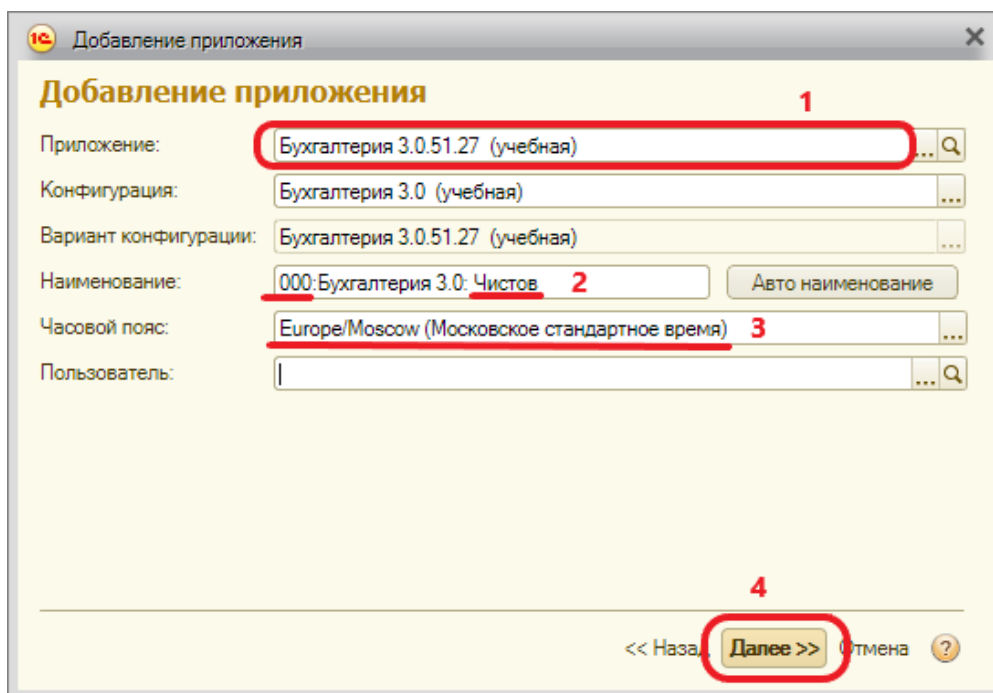 1С Добавление приложения
Добавление приложения
1
Приложение: Бухгалтерия 3.0.51.27 (учебная) ...
Конфигурация: Бухгалтерия 3.0 (учебная) ...
Вариант конфигурации: Бухгалтерия 3.0.51.27 (учебная) ...
Наименование: 000:Бухгалтерия 3.0: Чистов 2 Авто наименование
Часовой пояс: Europe/Moscow (Московское стандартное время) 3 ...
Пользователь: ...
4
<< Назад Далее >> Отмена ?